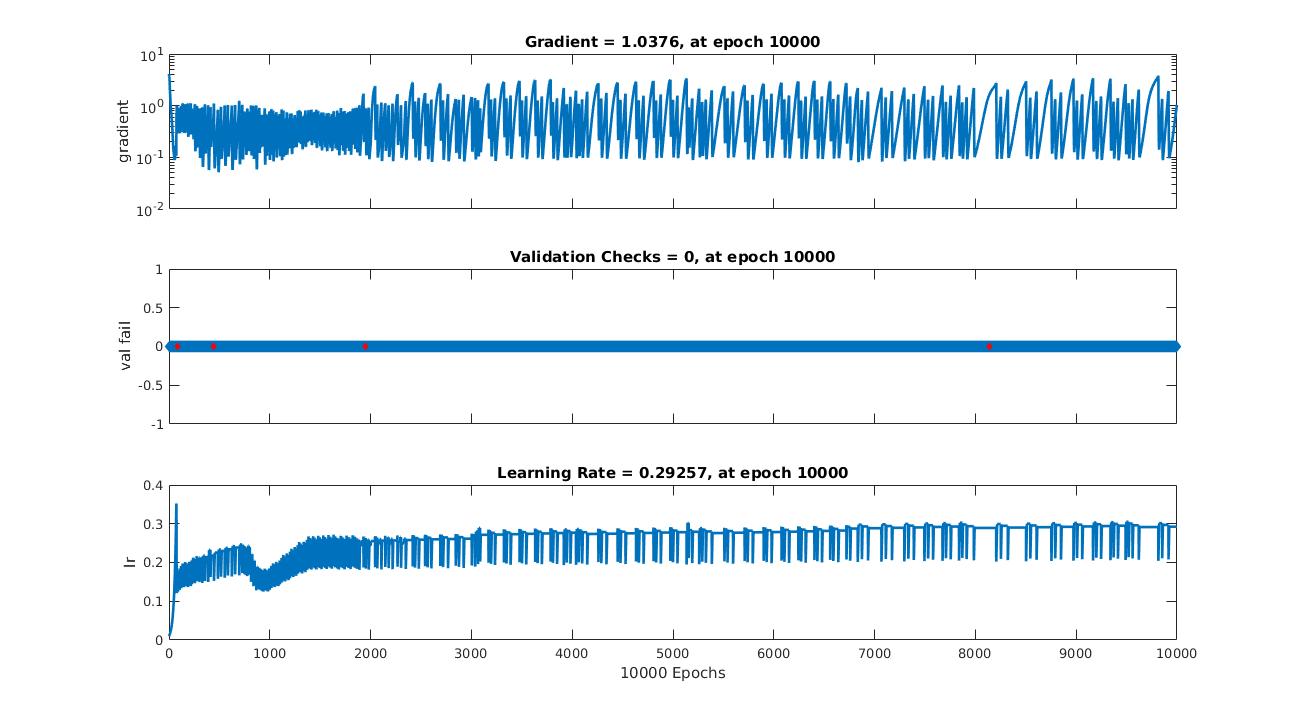 Gradient = 1.0376, at epoch 10000
10^1
10^0
10^-1
10^-2
gradient
Validation Checks = 0, at epoch 10000
1
0.5
0
-0.5
-1
val fail
Learning Rate = 0.29257, at epoch 10000
0.4
0.3
0.2
0.1
0
lr
0 1000 2000 3000 4000 5000 6000 7000 8000 9000 10000
10000 Epochs